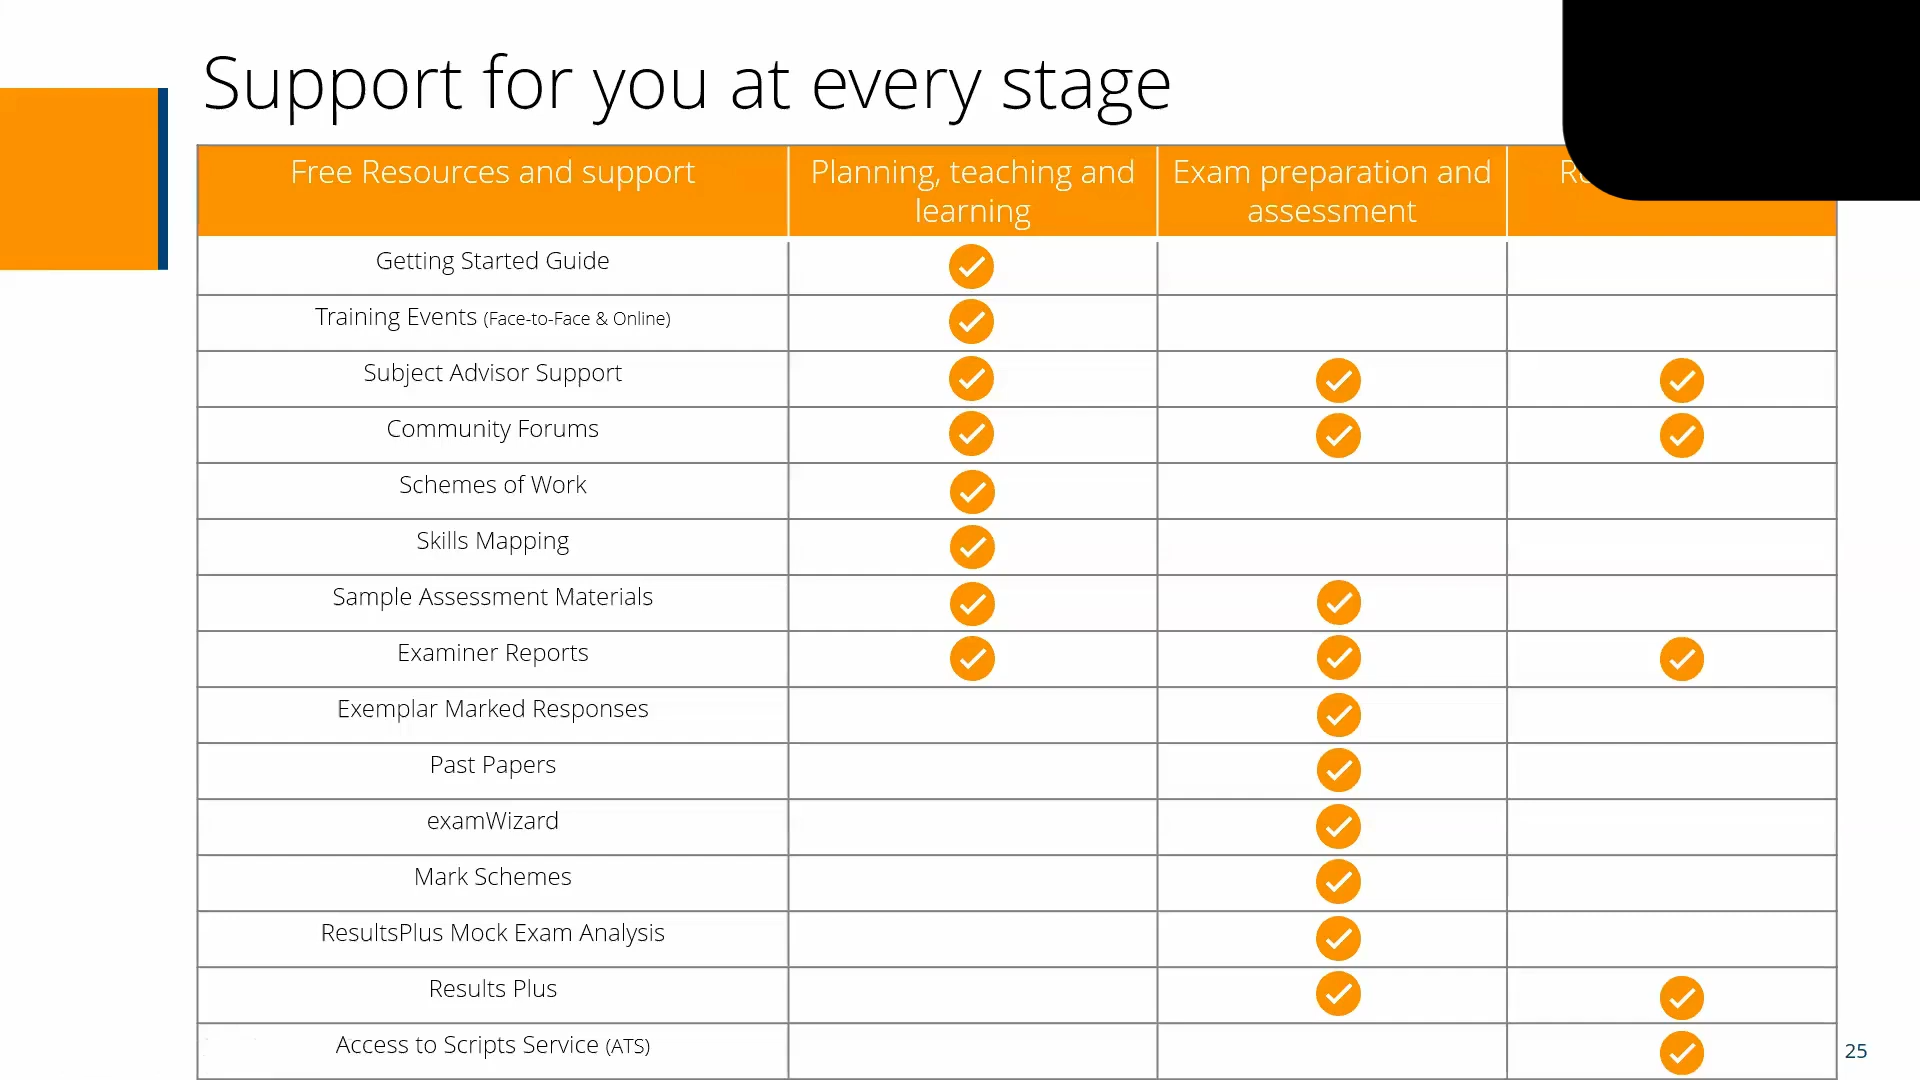 Support for you at every stage
Free Resources and support
Planning, teaching and
learning
Exam preparation and
assessment
Getting Started Guide
Training Events (Face-to-Face & Online)
Subject Advisor Support
Community Forums
Schemes of Work
Skills Mapping
Sample Assessment Materials
Examiner Reports
Exemplar Marked Responses
Past Papers
examWizard
Mark Schemes
ResultsPlus Mock Exam Analysis
Results Plus
Access to Scripts Service (ATS)
25